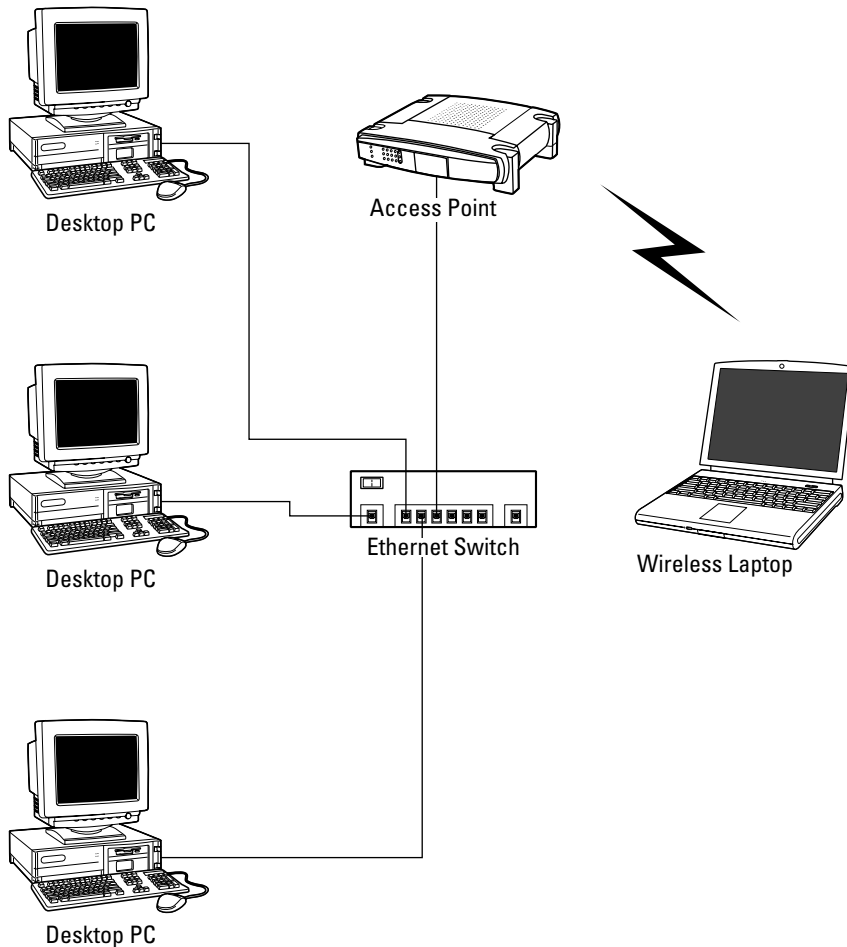 Desktop PC
Access Point
Desktop PC
Ethernet Switch
Wireless Laptop
Desktop PC